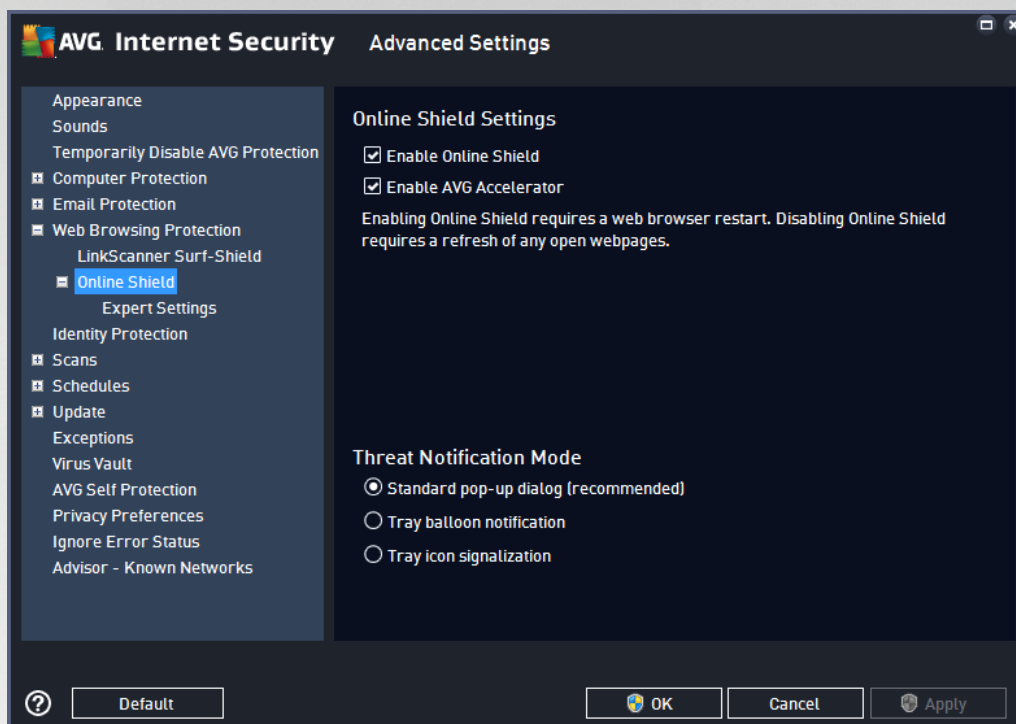 AVG. Internet Security Advanced Settings
Appearance
Sounds
Temporarily Disable AVG Protection
Computer Protection
Email Protection
Web Browsing Protection
LinkScanner Surf-Shield
Online Shield
Expert Settings
Identity Protection
Scans
Schedules
Update
Exceptions
Virus Vault
AVG Self Protection
Privacy Preferences
Ignore Error Status
Advisor - Known Networks
Online Shield Settings
Enable Online Shield
Enable AVG Accelerator
Enabling Online Shield requires a web browser restart. Disabling Online Shield
requires a refresh of any open webpages.
Threat Notification Mode
Standard pop-up dialog (recommended)
Tray balloon notification
Tray icon signalization
? Default OK Cancel Apply